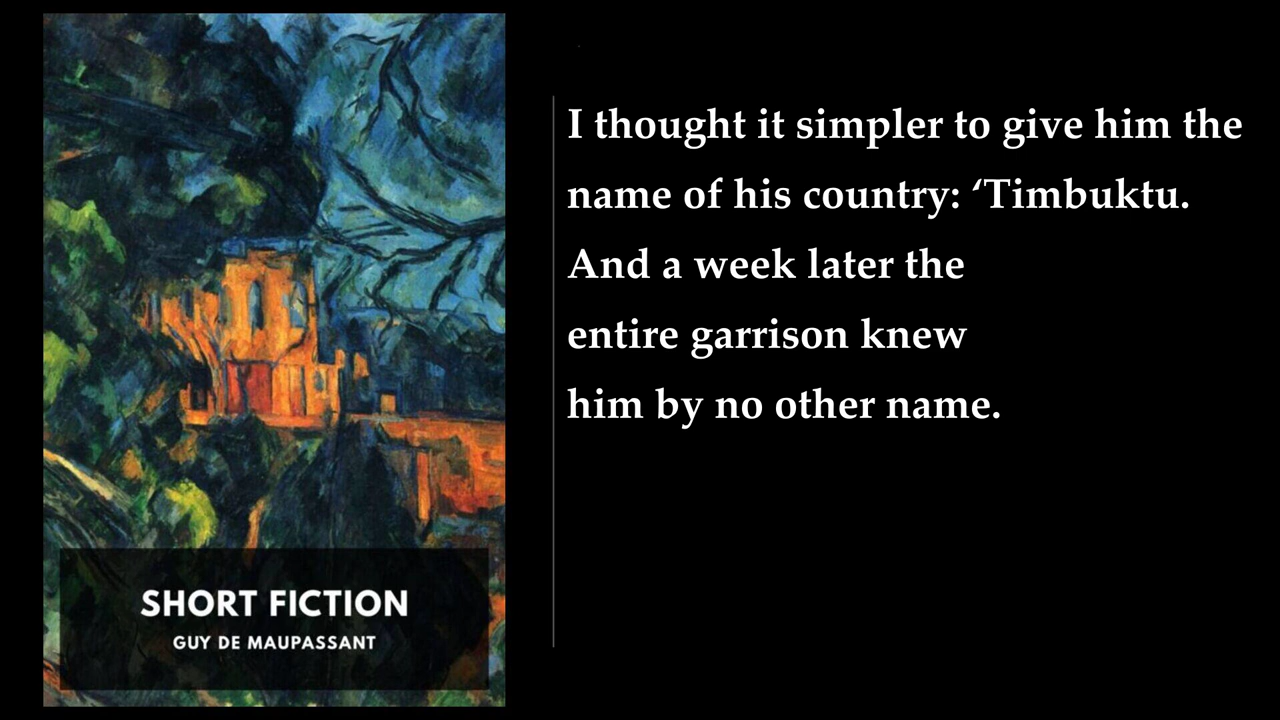 I thought it simpler to give him the
name of his country: ‘Timbuktu.
And a week later the
entire garrison knew
him by no other name.
SHORT FICTION
GUY DE MAUPASSANT